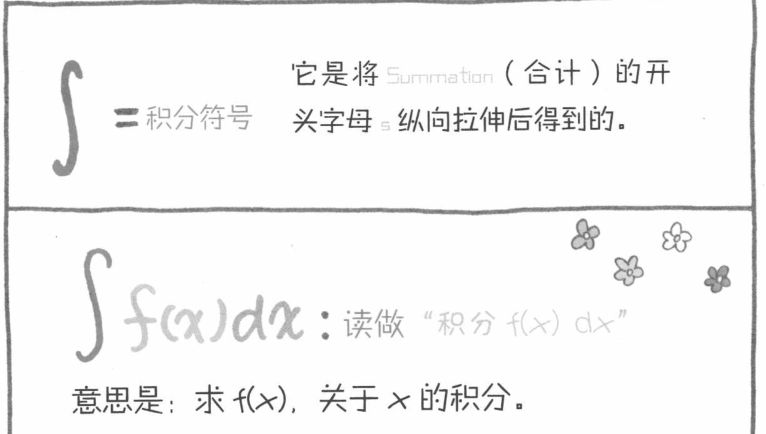 它是将 Summation（合计）的开
∫ = 积分符号
头字母 s 纵向拉伸后得到的。
∫f(x)dx：读做“积分 f(x) dx”
意思是：求 f(x)，关于 x 的积分。